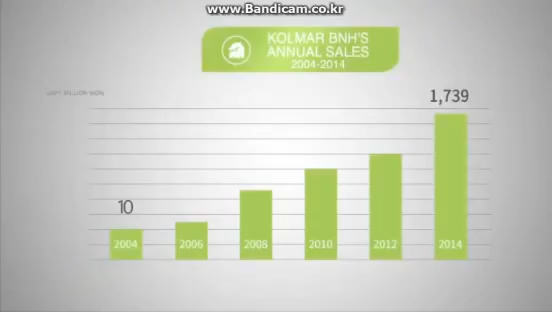 www.Bandicam.co.kr
KOLMAR BNH'S
ANNUAL SALES
2004-2014
1,739
10
2004 2006 2008 2010 2012 2014